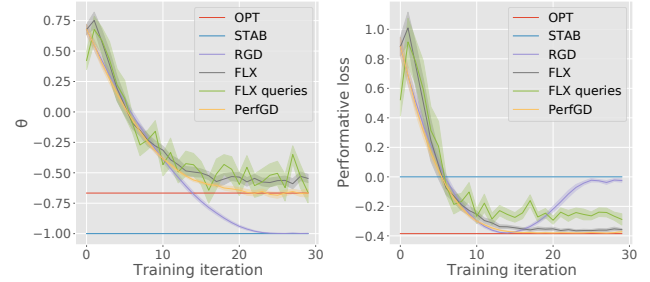 0.75
0.50
0.25
0.00
−0.25
−0.50
−0.75
−1.00
θ
0
10
20
30
Training iteration
OPT
STAB
RGD
FLX
FLX queries
PerfGD
1.0
0.8
0.6
0.4
0.2
0.0
−0.2
−0.4
Performative loss
0
10
20
30
Training iteration
OPT
STAB
RGD
FLX
FLX queries
PerfGD